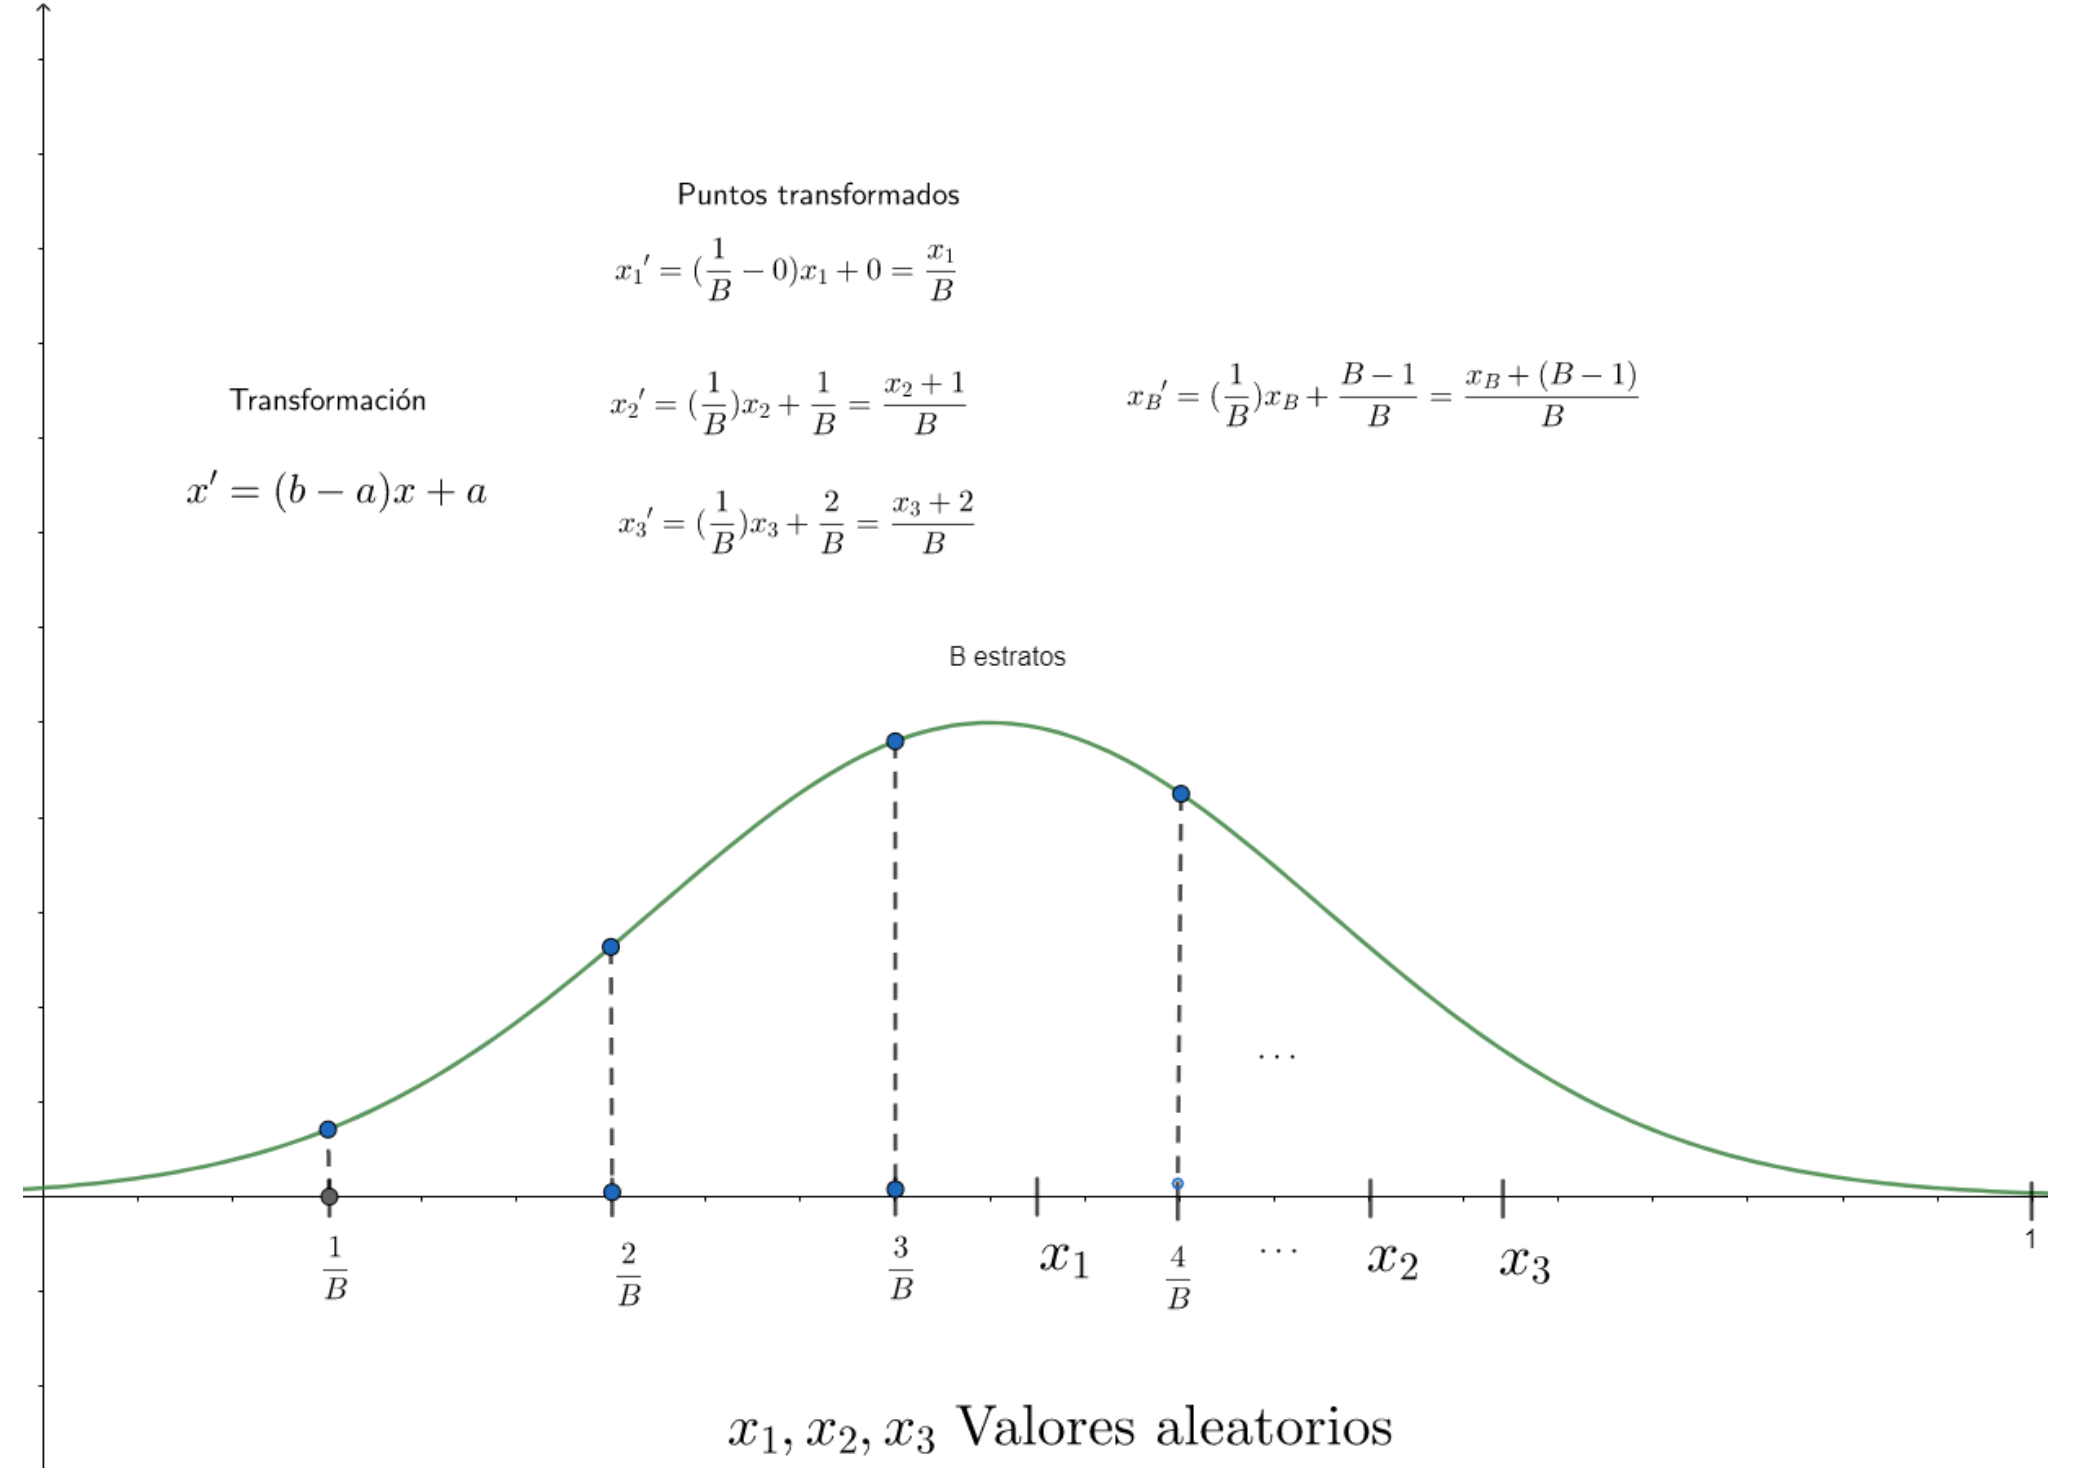 Puntos transformados
x₁′ = (1/B − 0)x₁ + 0 = x₁/B
Transformación
x′ = (b − a)x + a
x₂′ = (1/B)x₂ + 1/B = (x₂ + 1)/B
x₃′ = (1/B)x₃ + 2/B = (x₃ + 2)/B
x_B′ = (1/B)x_B + (B − 1)/B = (x_B + (B − 1))/B
B estratos
⋯
1/B 2/B 3/B x₁ 4/B ⋯ x₂ x₃ 1
x₁, x₂, x₃ Valores aleatorios